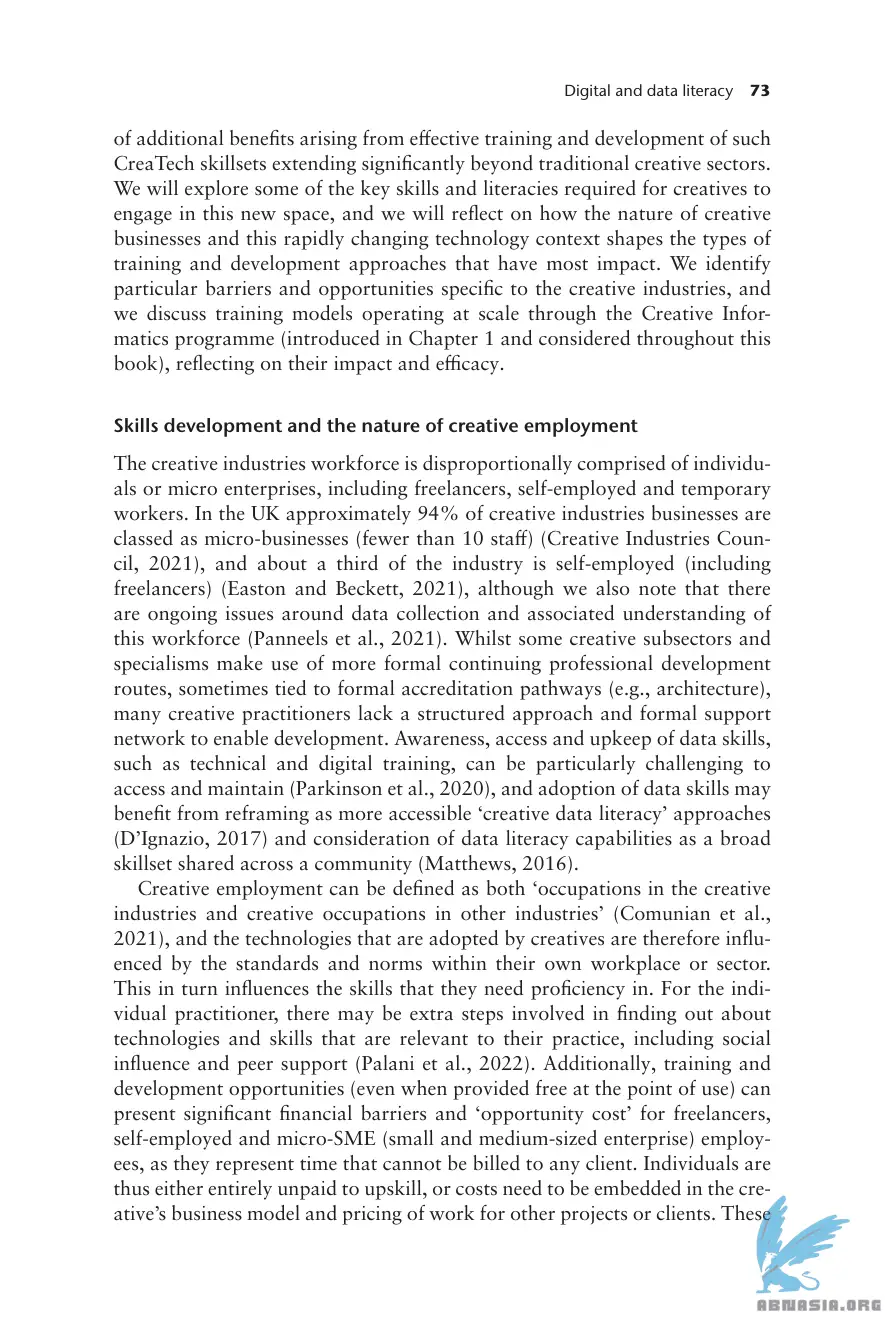 Digital and data literacy 73
of additional benefits arising from effective training and development of such
CreaTech skillsets extending significantly beyond traditional creative sectors.
We will explore some of the key skills and literacies required for creatives to
engage in this new space, and we will reflect on how the nature of creative
businesses and this rapidly changing technology context shapes the types of
training and development approaches that have most impact. We identify
particular barriers and opportunities specific to the creative industries, and
we discuss training models operating at scale through the Creative Infor-
matics programme (introduced in Chapter 1 and considered throughout this
book), reflecting on their impact and efficacy.
Skills development and the nature of creative employment
The creative industries workforce is disproportionally comprised of individu-
als or micro enterprises, including freelancers, self-employed and temporary
workers. In the UK approximately 94% of creative industries businesses are
classed as micro-businesses (fewer than 10 staff) (Creative Industries Coun-
cil, 2021), and about a third of the industry is self-employed (including
freelancers) (Easton and Beckett, 2021), although we also note that there
are ongoing issues around data collection and associated understanding of
this workforce (Panneels et al., 2021). Whilst some creative subsectors and
specialisms make use of more formal continuing professional development
routes, sometimes tied to formal accreditation pathways (e.g., architecture),
many creative practitioners lack a structured approach and formal support
network to enable development. Awareness, access and upkeep of data skills,
such as technical and digital training, can be particularly challenging to
access and maintain (Parkinson et al., 2020), and adoption of data skills may
benefit from reframing as more accessible ‘creative data literacy’ approaches
(D’Ignazio, 2017) and consideration of data literacy capabilities as a broad
skillset shared across a community (Matthews, 2016).
Creative employment can be defined as both ‘occupations in the creative
industries and creative occupations in other industries’ (Comunian et al.,
2021), and the technologies that are adopted by creatives are therefore influ-
enced by the standards and norms within their own workplace or sector.
This in turn influences the skills that they need proficiency in. For the indi-
vidual practitioner, there may be extra steps involved in finding out about
technologies and skills that are relevant to their practice, including social
influence and peer support (Palani et al., 2022). Additionally, training and
development opportunities (even when provided free at the point of use) can
present significant financial barriers and ‘opportunity cost’ for freelancers,
self-employed and micro-SME (small and medium-sized enterprise) employ-
ees, as they represent time that cannot be billed to any client. Individuals are
thus either entirely unpaid to upskill, or costs need to be embedded in the cre-
ative’s business model and pricing of work for other projects or clients. These
ABNASIA.ORG